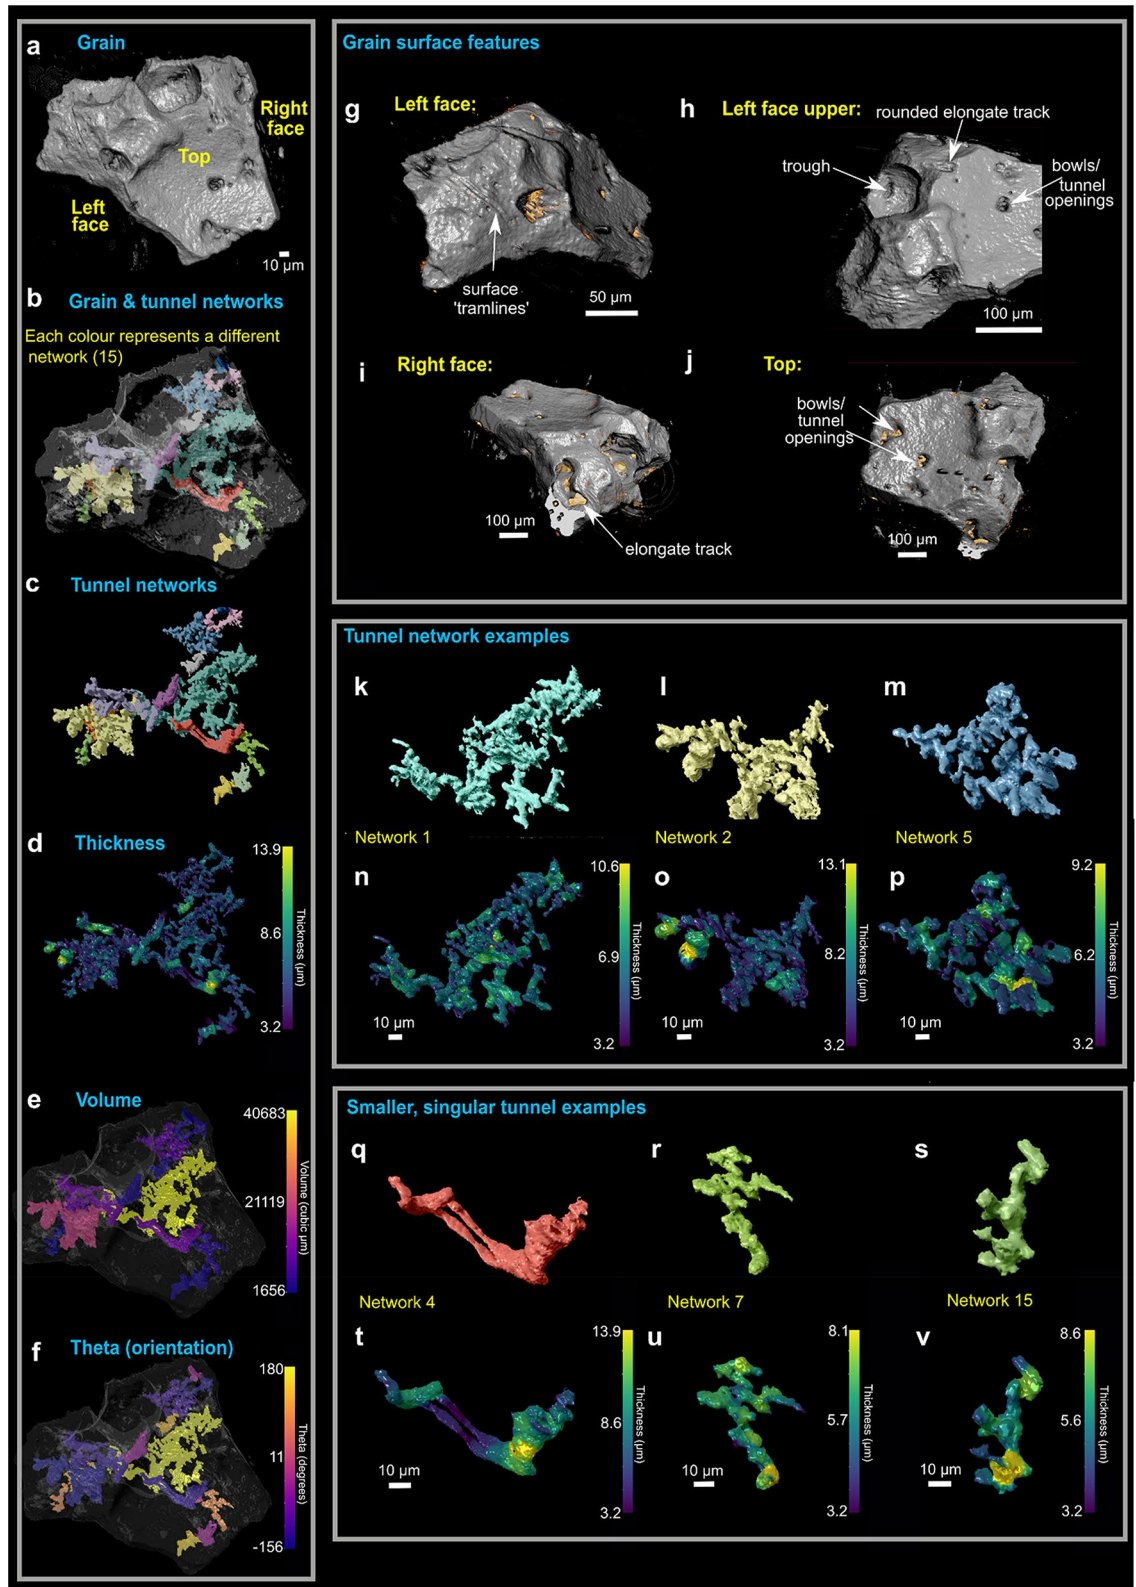 a
Grain
Right
face
Top
Left
face
10 µm
b
Grain & tunnel networks
Each colour represents a different
network (15)
c
Tunnel networks
d
Thickness
13.9
8.6
3.2
Thickness (µm)
e
Volume
40683
21119
1656
Volume (cubic µm)
f
Theta (orientation)
180
11
-156
Theta (degrees)
Grain surface features
g
Left face:
surface
'tramlines'
50 µm
h
Left face upper:
rounded elongate track
trough
bowls/
tunnel
openings
100 µm
i
Right face:
100 µm
elongate track
j
Top:
bowls/
tunnel
openings
100 µm
Tunnel network examples
k
l
m
Network 1
Network 2
Network 5
n
10.6
6.9
3.2
Thickness (µm)
10 µm
o
13.1
8.2
3.2
Thickness (µm)
10 µm
p
9.2
6.2
3.2
Thickness (µm)
10 µm
Smaller, singular tunnel examples
q
r
s
Network 4
Network 7
Network 15
t
13.9
8.6
3.2
Thickness (µm)
10 µm
u
8.1
5.7
3.2
Thickness (µm)
10 µm
v
8.6
5.6
3.2
Thickness (µm)
10 µm